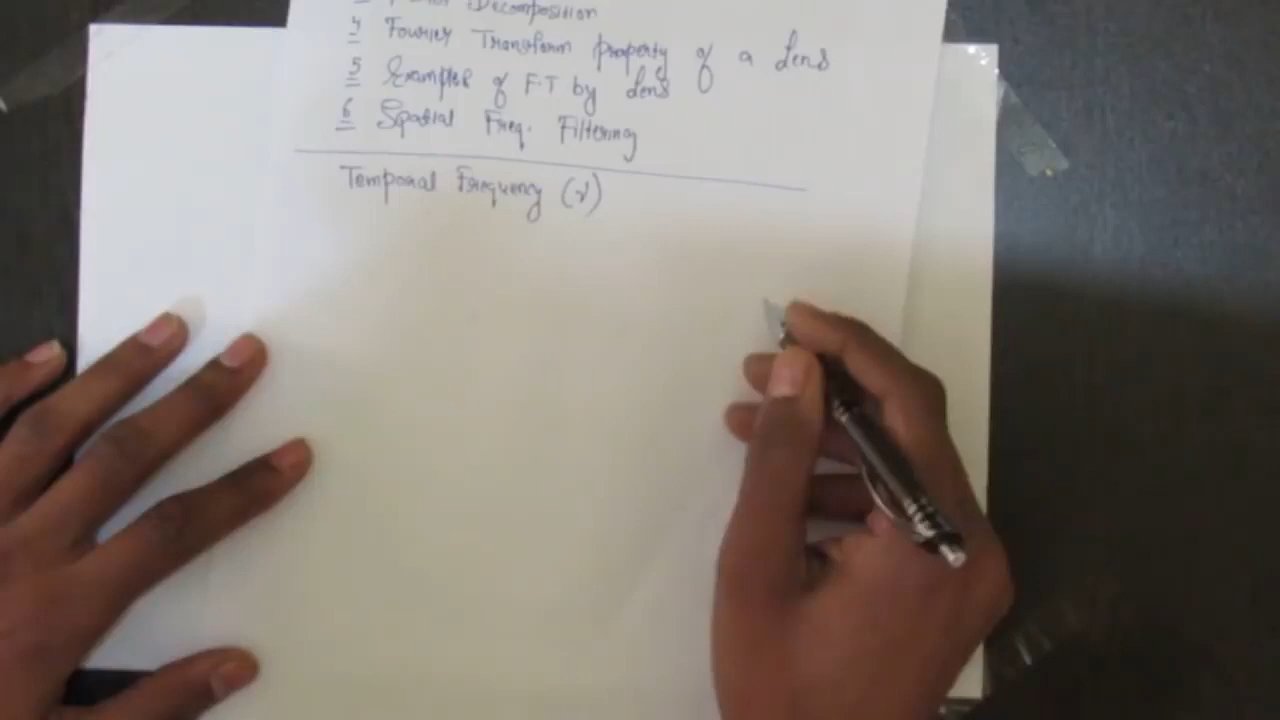 Decomposition
4 Fourier Transform property of a Lens
5 Examples of F.T by Lens
6 Spatial Freq. Filtering
Temporal Frequency (ν)